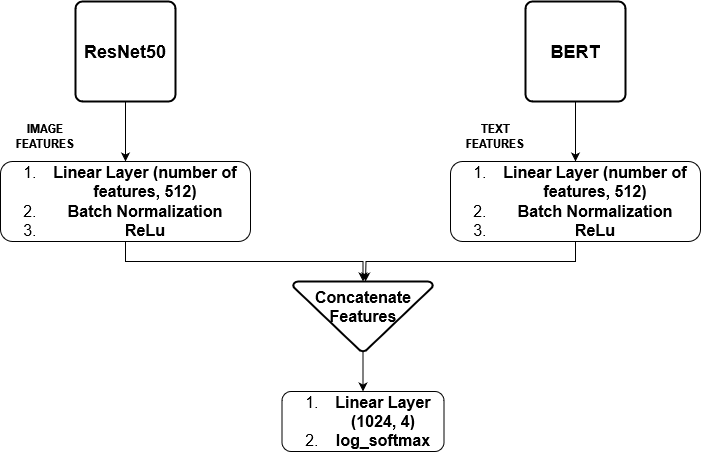 ResNet50
BERT
IMAGE
FEATURES
TEXT
FEATURES
1. Linear Layer (number of
features, 512)
2. Batch Normalization
3. ReLu
1. Linear Layer (number of
features, 512)
2. Batch Normalization
3. ReLu
Concatenate
Features
1. Linear Layer
(1024, 4)
2. log_softmax